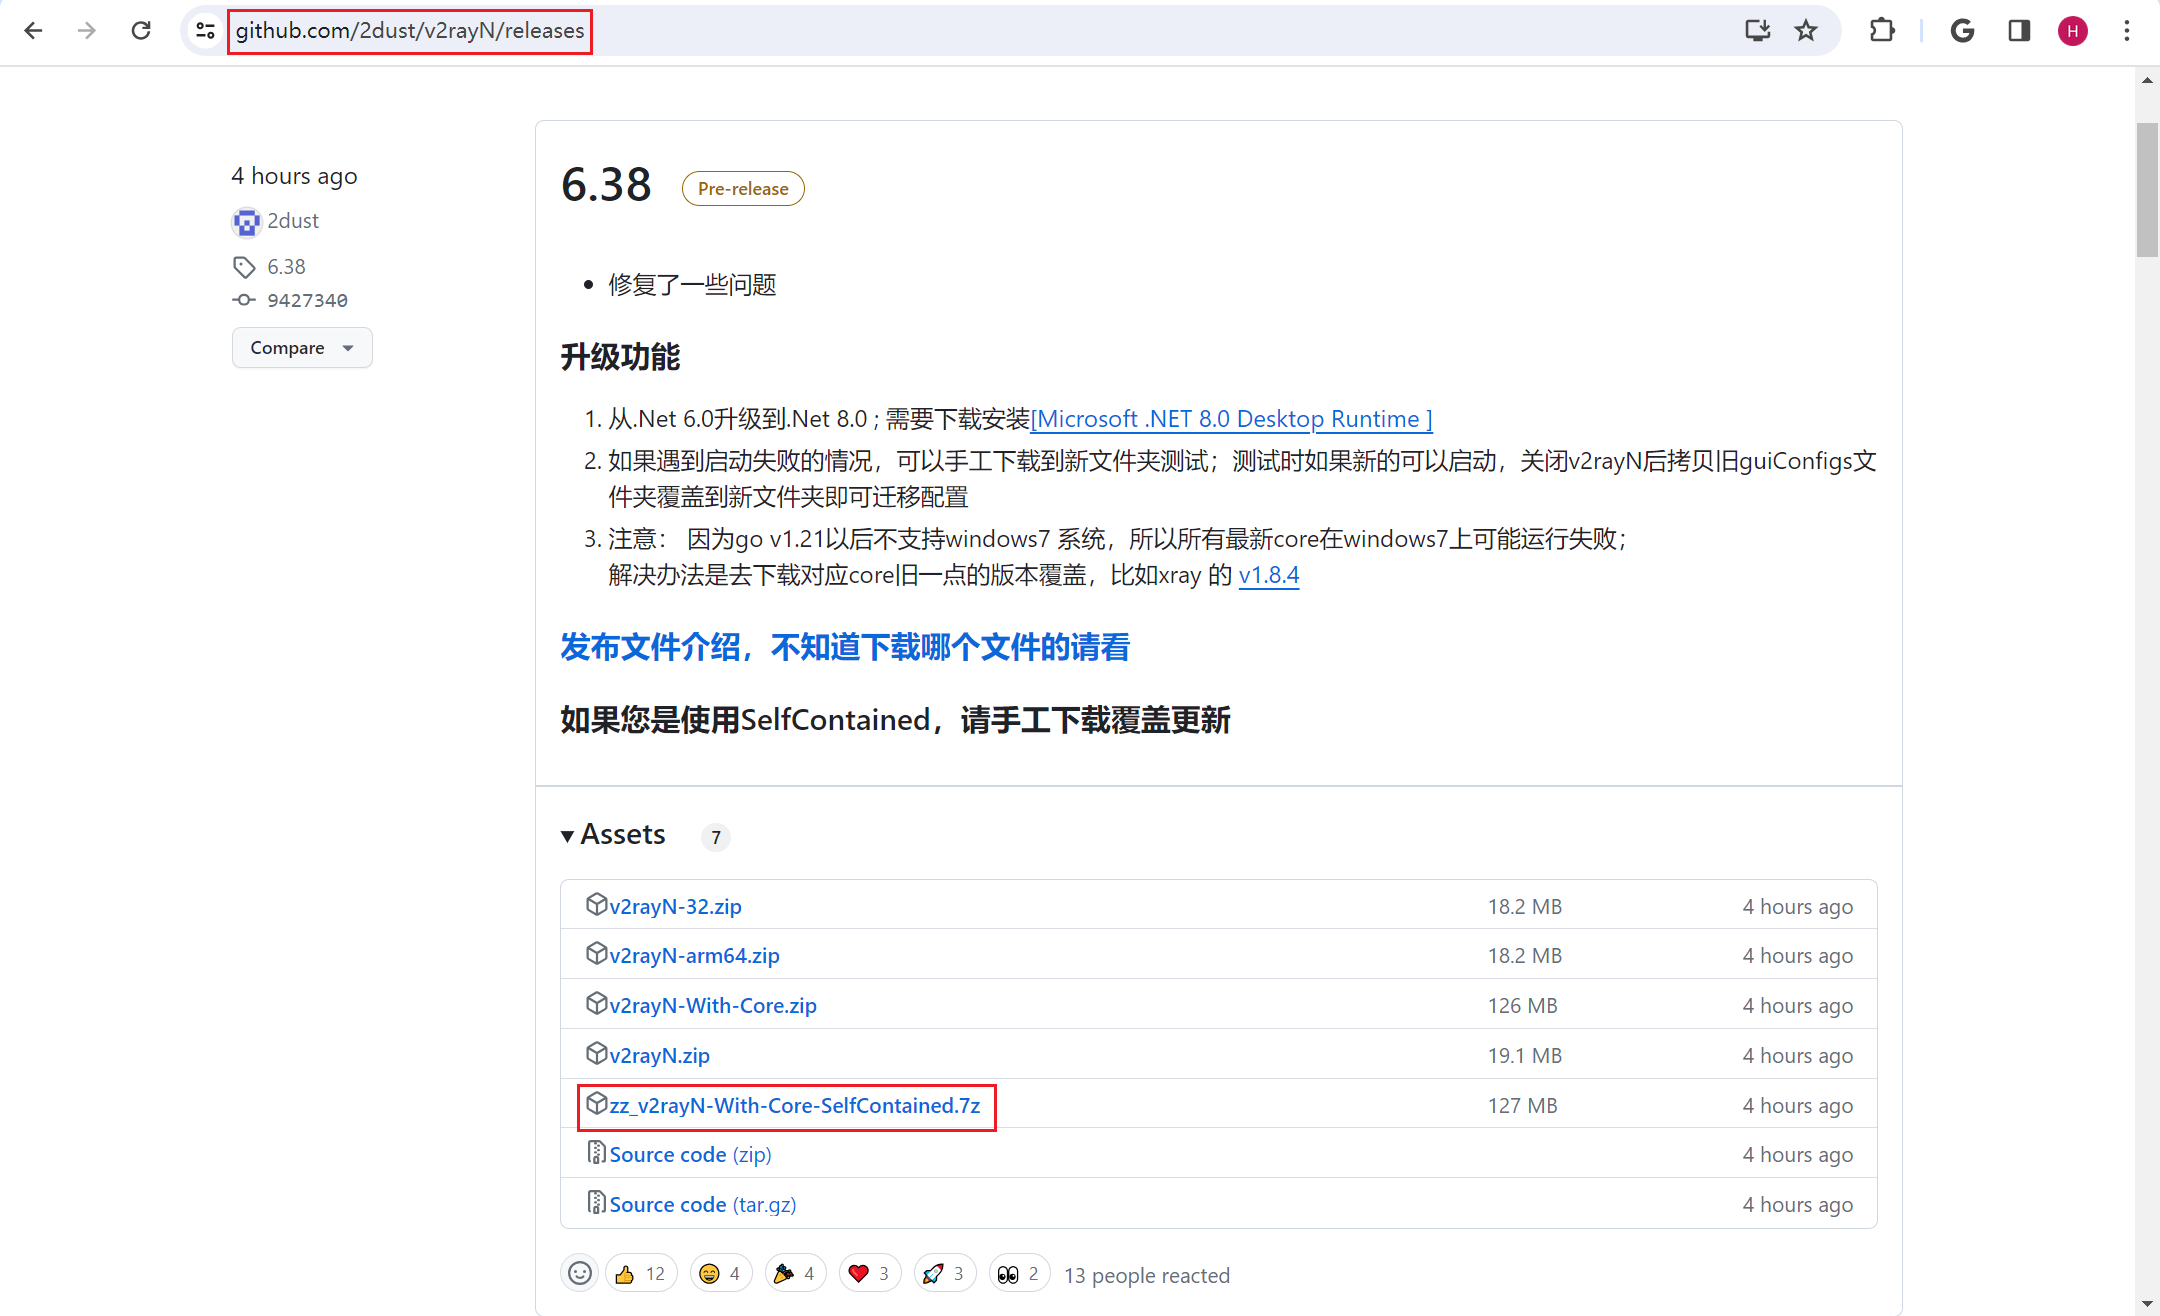 github.com/2dust/v2rayN/releases
H
4 hours ago
2dust
6.38
9427340
Compare
6.38 Pre-release
修复了一些问题
升级功能
1. 从.Net 6.0升级到.Net 8.0 ; 需要下载安装[Microsoft .NET 8.0 Desktop Runtime ]
2. 如果遇到启动失败的情况，可以手工下载到新文件夹测试；测试时如果新的可以启动，关闭v2rayN后拷贝旧guiConfigs文
件夹覆盖到新文件夹即可迁移配置
3. 注意： 因为go v1.21以后不支持windows7 系统，所以所有最新core在windows7上可能运行失败；
解决办法是去下载对应core旧一点的版本覆盖，比如xray 的 v1.8.4
发布文件介绍，不知道下载哪个文件的请看
如果您是使用SelfContained，请手工下载覆盖更新
Assets 7
v2rayN-32.zip 18.2 MB 4 hours ago
v2rayN-arm64.zip 18.2 MB 4 hours ago
v2rayN-With-Core.zip 126 MB 4 hours ago
v2rayN.zip 19.1 MB 4 hours ago
zz_v2rayN-With-Core-SelfContained.7z 127 MB 4 hours ago
Source code (zip) 4 hours ago
Source code (tar.gz) 4 hours ago
12 4 4 3 3 2 13 people reacted